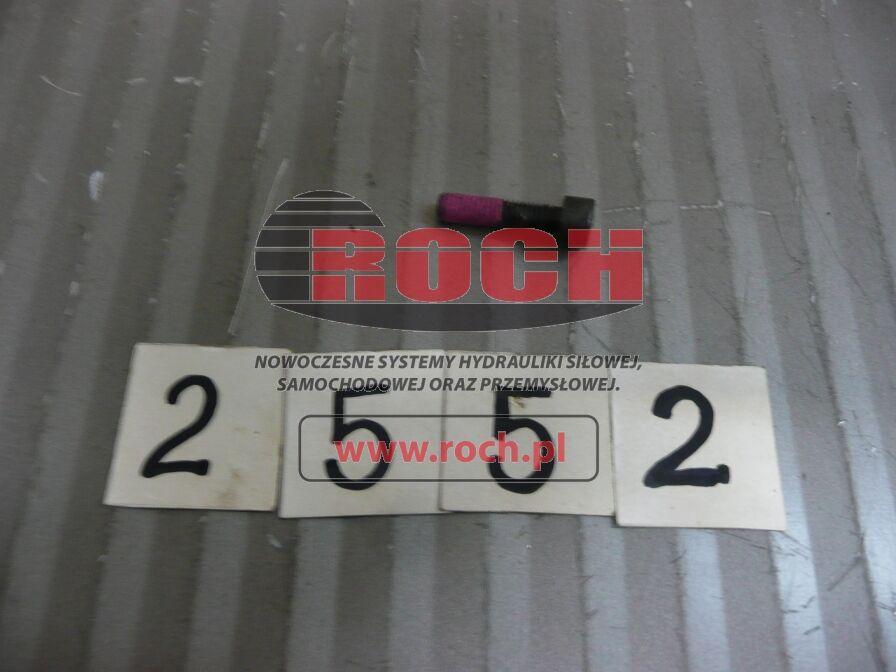 ROCH
NOWOCZESNE SYSTEMY HYDRAULIKI SIŁOWEJ,
SAMOCHODOWEJ ORAZ PRZEMYSŁOWEJ.
2 5 5 2
www.roch.pl